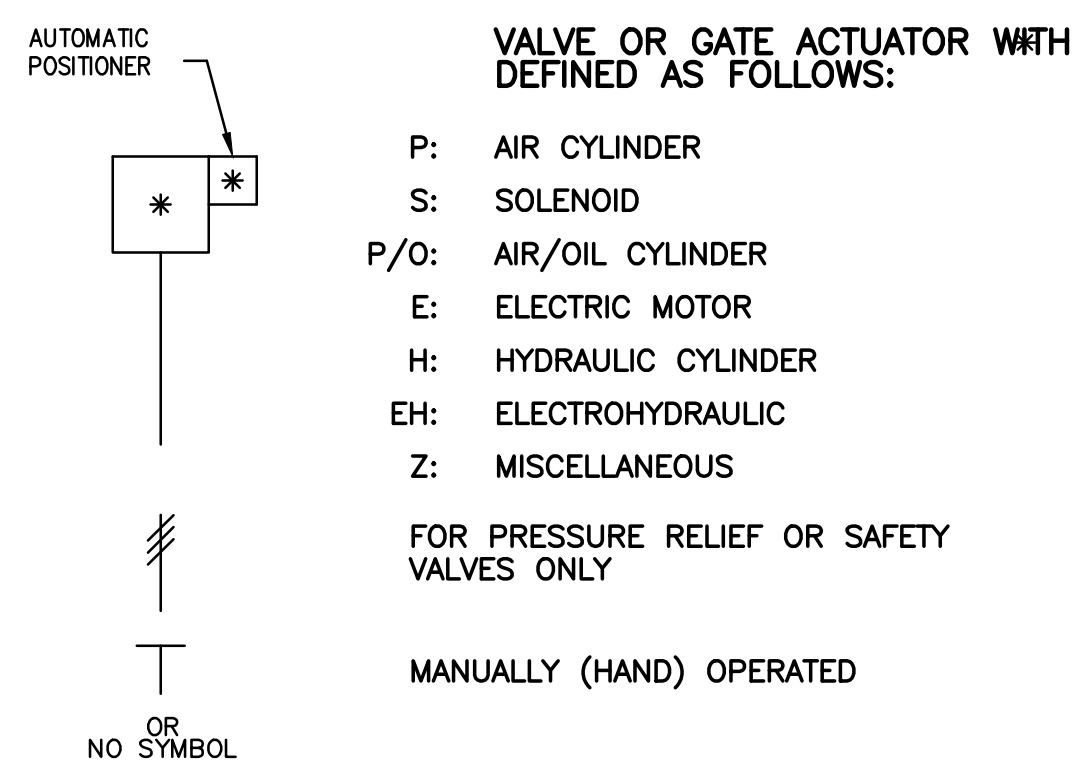 AUTOMATIC
POSITIONER
VALVE OR GATE ACTUATOR WITH *
DEFINED AS FOLLOWS:
*
*
P: AIR CYLINDER
S: SOLENOID
P/O: AIR/OIL CYLINDER
E: ELECTRIC MOTOR
H: HYDRAULIC CYLINDER
EH: ELECTROHYDRAULIC
Z: MISCELLANEOUS
FOR PRESSURE RELIEF OR SAFETY
VALVES ONLY
MANUALLY (HAND) OPERATED
OR
NO SYMBOL